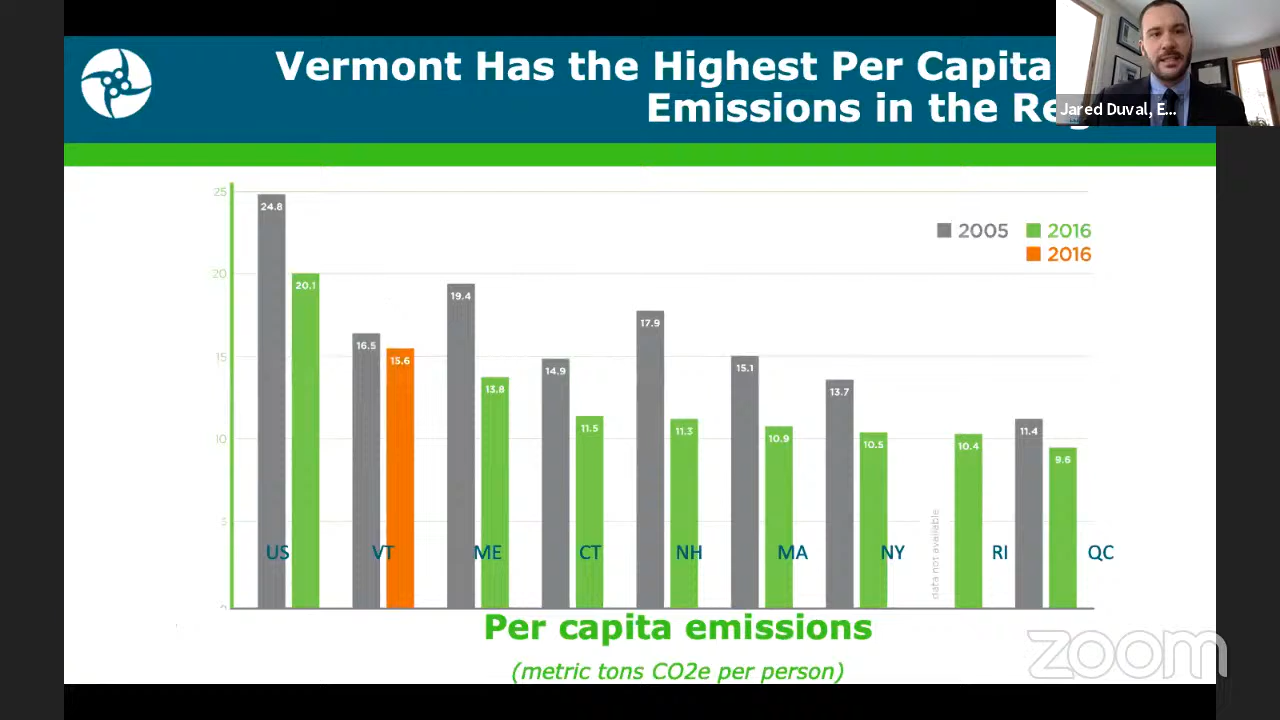 Vermont Has the Highest Per Capita
Emissions in the
Jared Duval, E...
25
20
15
10
5
0
24.8
20.1
16.5
15.6
19.4
13.8
14.9
11.5
17.9
11.3
15.1
10.9
13.7
10.5
data not available
10.4
11.4
9.6
2005
2016
2016
US
VT
ME
CT
NH
MA
NY
RI
QC
Per capita emissions
(metric tons CO2e per person)
zoom